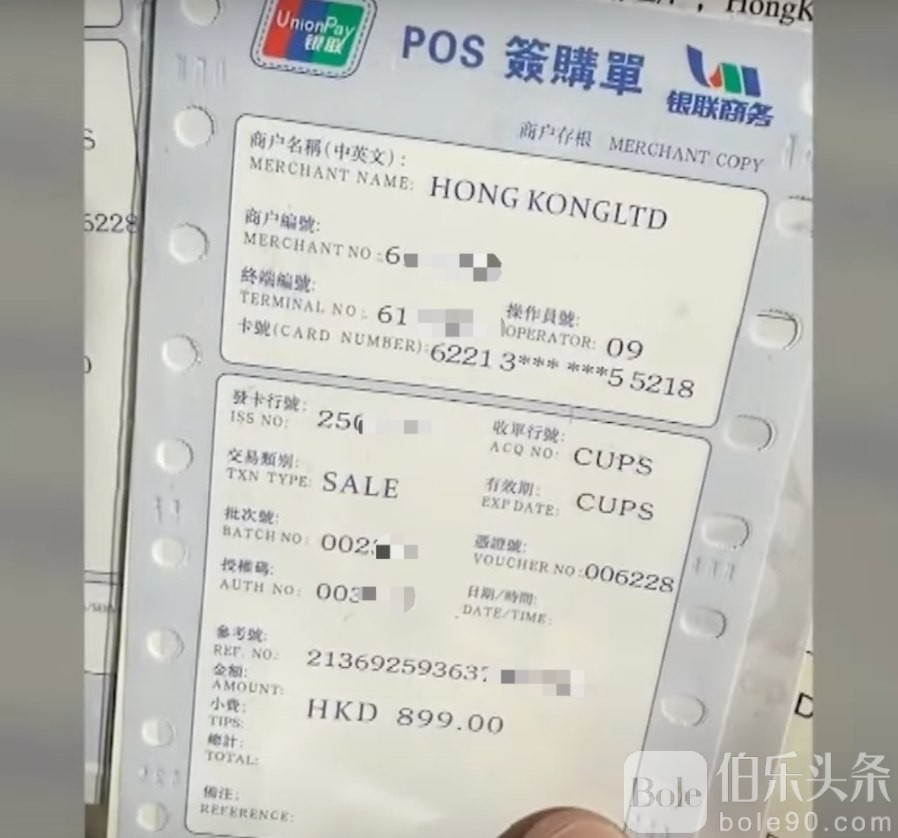 HongK
UnionPay
银联
POS 簽購單
银联商务
商户存根 MERCHANT COPY
商户名稱(中英文):
MERCHANT NAME: HONG KONGLTD
商户編號:
MERCHANT NO.:6
終端編號:
TERMINAL NO.: 61
操作員號:
OPERATOR: 09
卡號(CARD NUMBER):6221 3*** ***5 5218
6228
發卡行號:
ISS NO: 250
收單行號:
ACQ NO: CUPS
交易類別:
TXN TYPE: SALE
有效期:
EXP DATE: CUPS
批次號:
BATCH NO: 002
憑證號:
VOUCHER NO:006228
授權碼:
AUTH NO: 003
日期/時間:
DATE/TIME:
參考號:
REF. NO.: 21369259363
金額:
AMOUNT: HKD 899.00
小費:
TIPS:
總計:
TOTAL:
備注:
REFERENCE:
Bole 伯乐头条
bole90.com